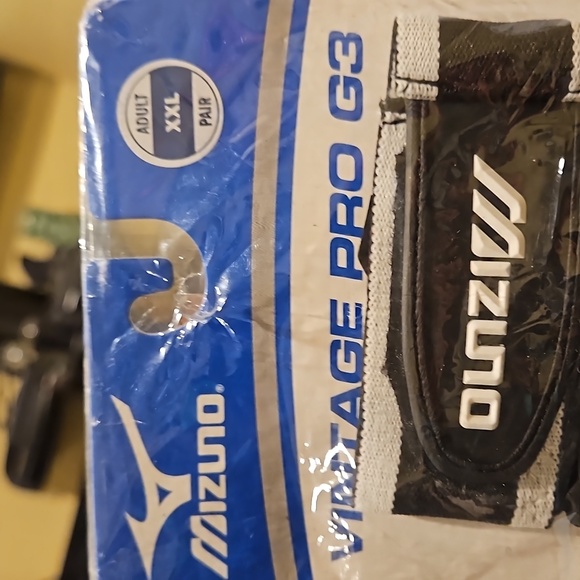 ADULT
XXL
PAIR
MIZUNO®
VINTAGE PRO G3
MIZUNO